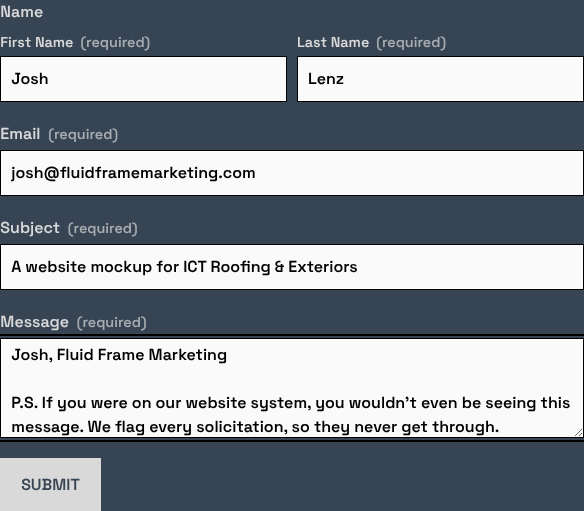 Name
First Name (required)
Last Name (required)
Josh
Lenz
Email (required)
josh@fluidframemarketing.com
Subject (required)
A website mockup for ICT Roofing & Exteriors
Message (required)
Josh, Fluid Frame Marketing
P.S. If you were on our website system, you wouldn't even be seeing this
message. We flag every solicitation, so they never get through.
SUBMIT